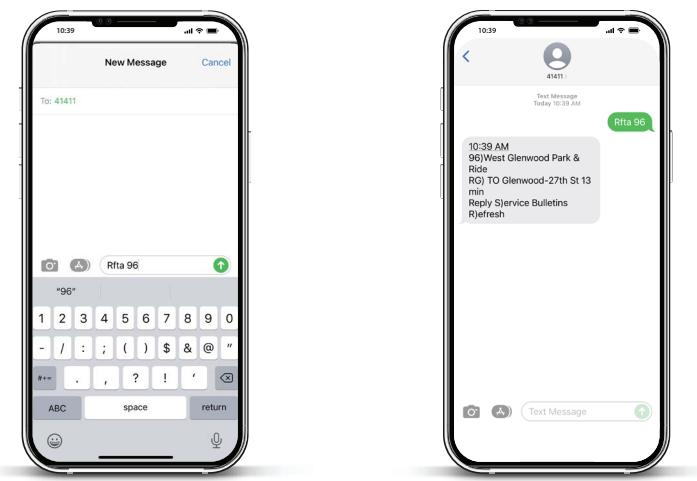 10:39
New Message
Cancel
To: 41411
Rfta 96
"96"
1 2 3 4 5 6 7 8 9 0
- / : ; ( ) $ & @ "
#+= . , ? ! ' 
ABC space return
10:39
41411
Text Message
Today 10:39 AM
Rfta 96
10:39 AM
96)West Glenwood Park &
Ride
RG) TO Glenwood-27th St 13
min
Reply S)ervice Bulletins
R)efresh
Text Message